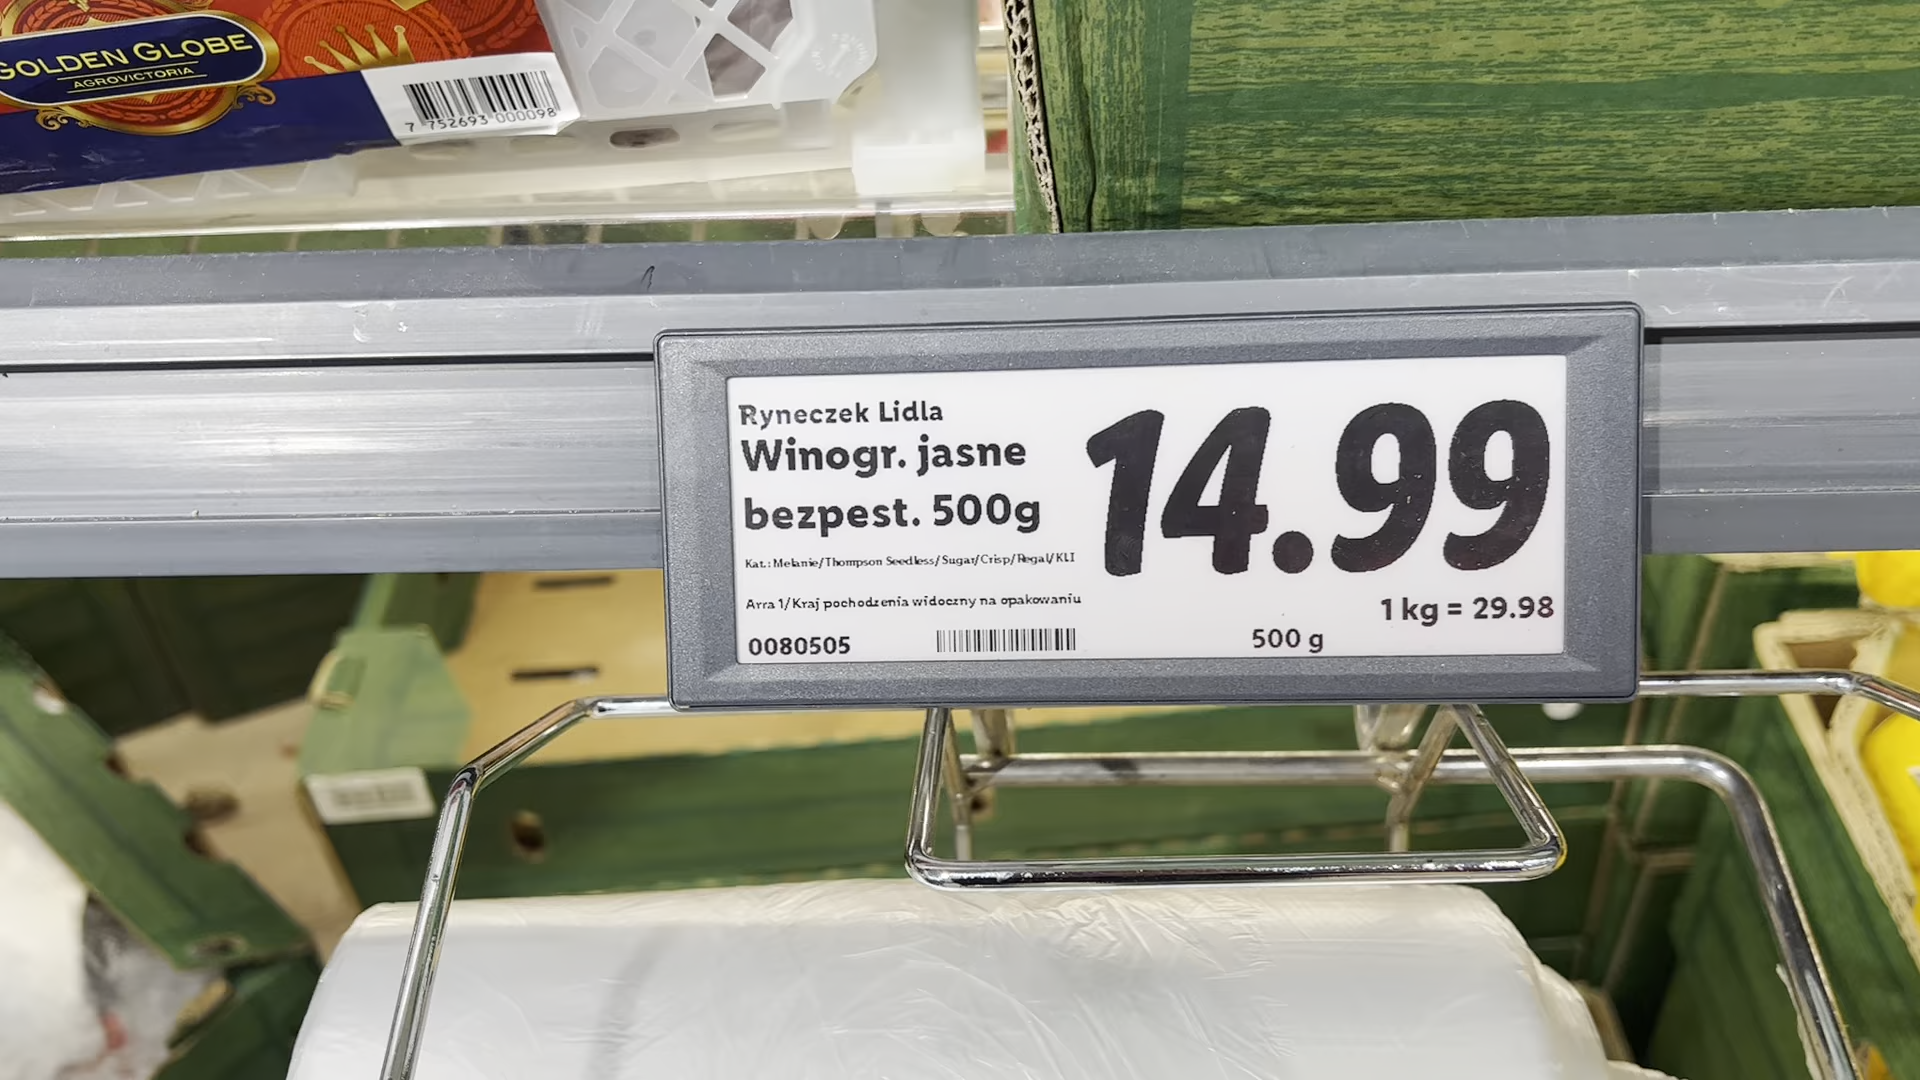 GOLDEN GLOBE
AGROVICTORIA
7 752693 000098
Ryneczek Lidla
Winogr. jasne
bezpest. 500g
14.99
Kat.: Melanie/Thompson Seedless/Sugar/Crisp/Regal/KLI
Arra 1/Kraj pochodzenia widoczny na opakowaniu
1 kg = 29.98
0080505
500 g